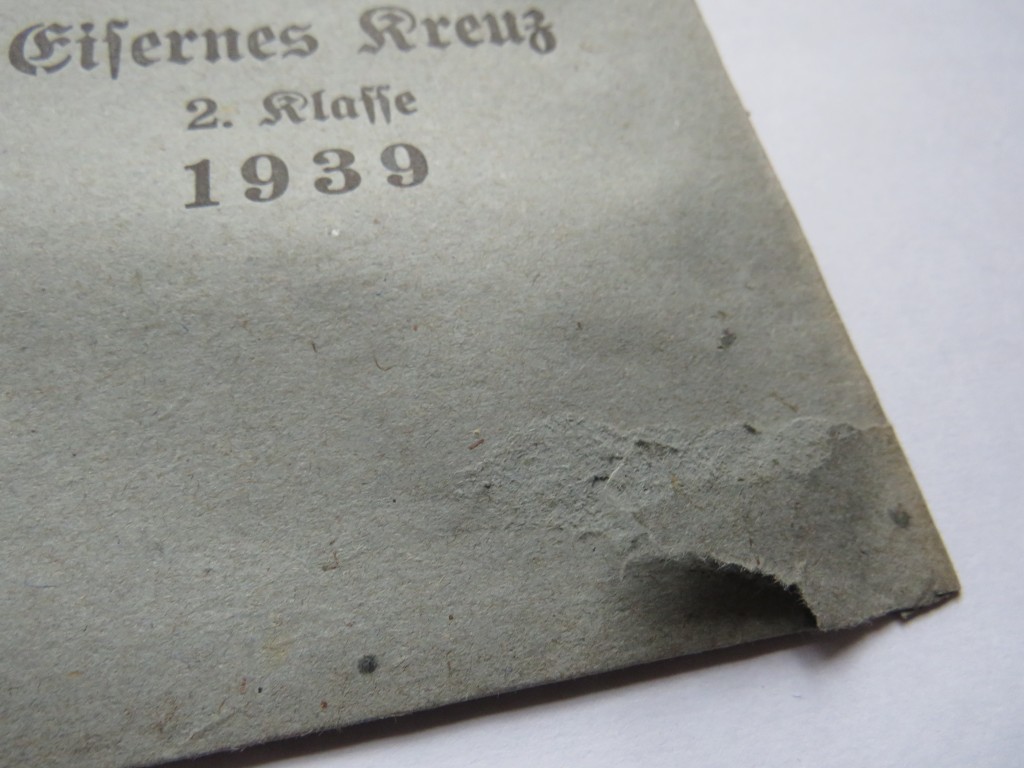 Eiſernes Kreuz
2. Klaſſe
1939